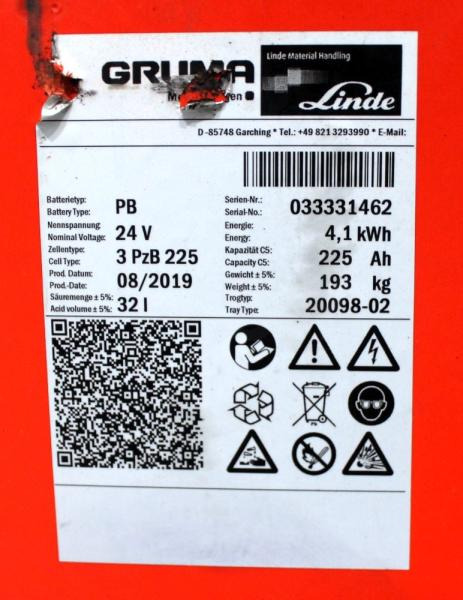 GRUMA
Linde Material Handling
Linde
D-85748 Garching * Tel.: +49 821 3293990 * E-Mail:
Batterietyp:
Battery Type: PB
Serien-Nr.:
Serial-No.: 033331462
Nennspannung:
Nominal Voltage: 24 V
Energie:
Energy: 4,1 kWh
Zellentype:
Cell Type: 3 PzB 225
Kapazität C5:
Capacity C5: 225 Ah
Prod. Datum:
Prod.-Date: 08/2019
Gewicht ± 5%:
Weight ± 5%: 193 kg
Säuremenge ± 5%:
Acid volume ± 5%: 32 l
Trogtyp:
Tray Type: 20098-02
Pb